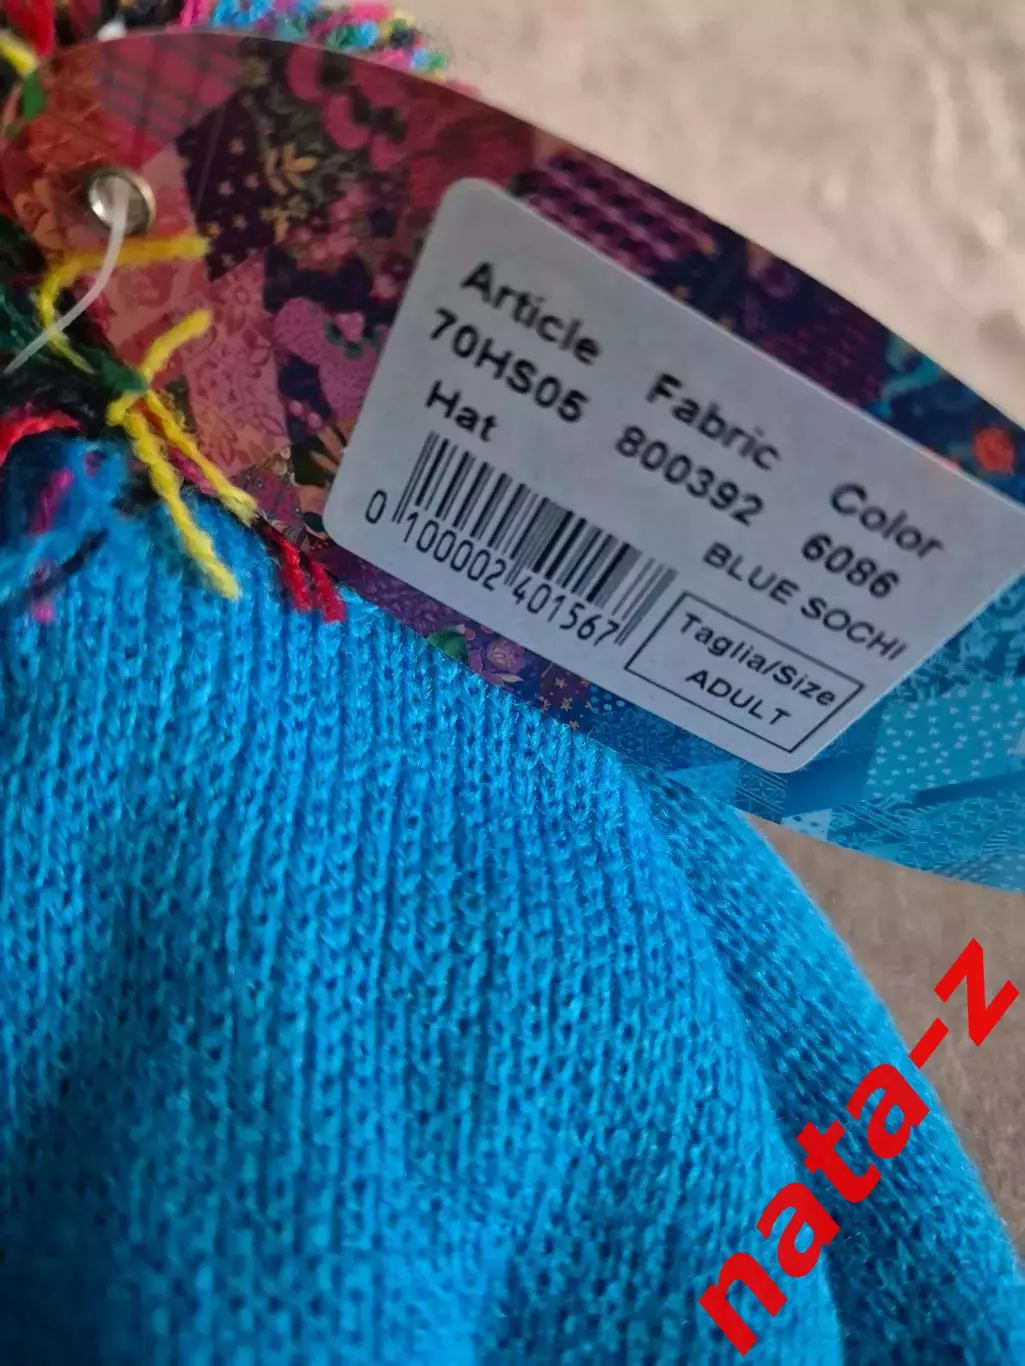 Article Fabric Color
70HS05 800392 6086
Hat BLUE SOCHI
0 100002 401567
Taglia/Size
ADULT
nata-z